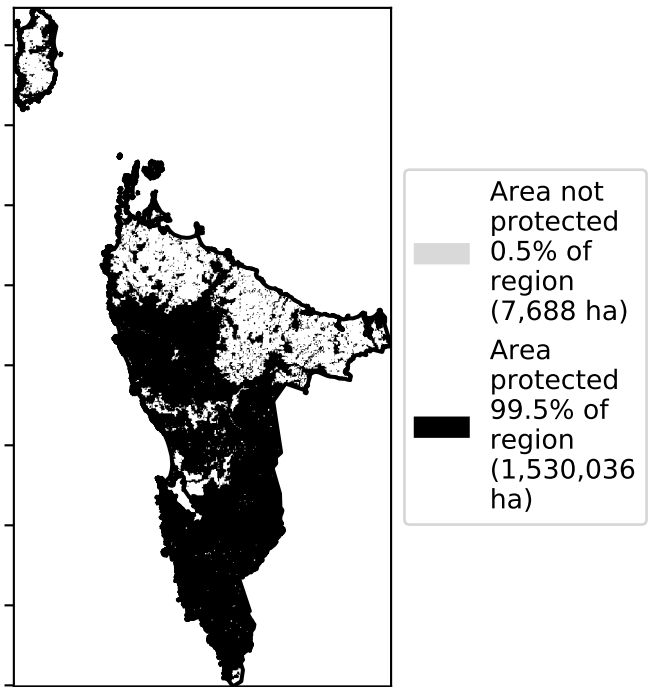 Area not
protected
0.5% of
region
(7,688 ha)
Area
protected
99.5% of
region
(1,530,036
ha)